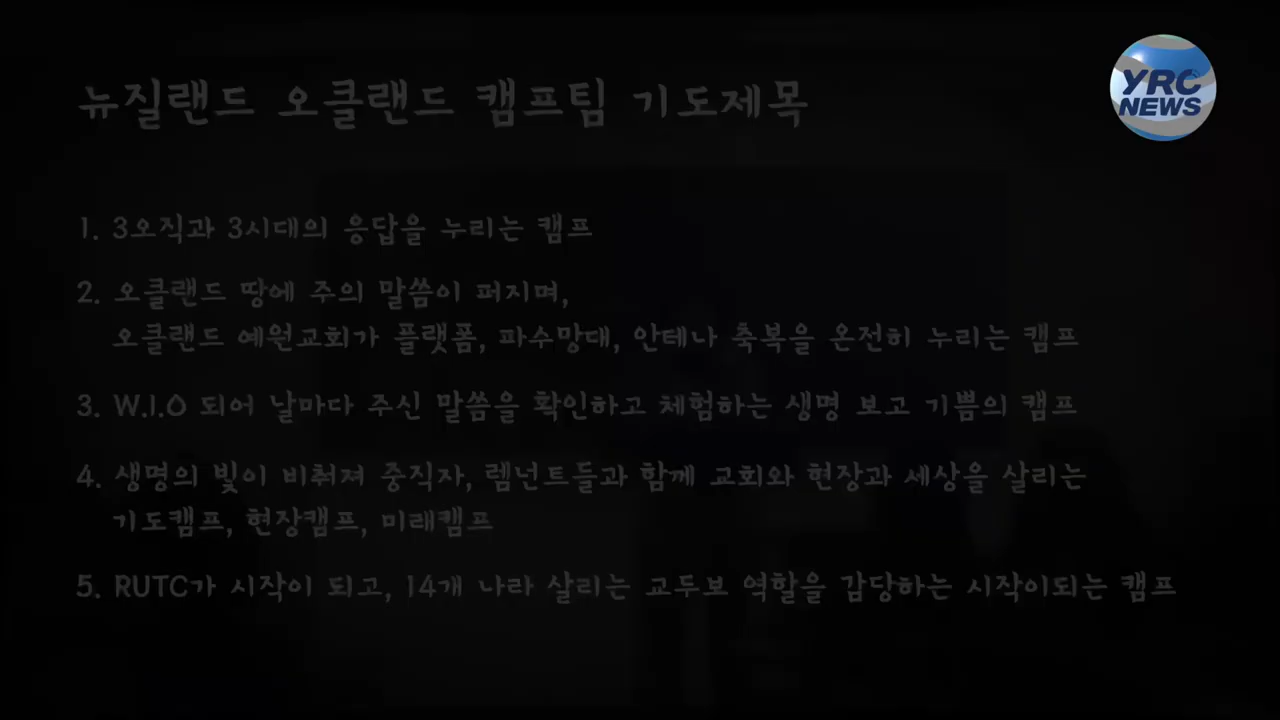 뉴질랜드 오클랜드 캠프팀 기도제목
YRC
NEWS
1. 3오직과 3시대의 응답을 누리는 캠프
2. 오클랜드 땅에 주의 말씀이 퍼지며,
오클랜드 예원교회가 플랫폼, 파수망대, 안테나 축복을 온전히 누리는 캠프
3. W.I.O 되어 날마다 주신 말씀을 확인하고 체험하는 생명 보고 기쁨의 캠프
4. 생명의 빛이 비춰져 중직자, 렘넌트들과 함께 교회와 현장과 세상을 살리는
기도캠프, 현장캠프, 미래캠프
5. RUTC가 시작이 되고, 14개 나라 살리는 교두보 역할을 감당하는 시작이되는 캠프